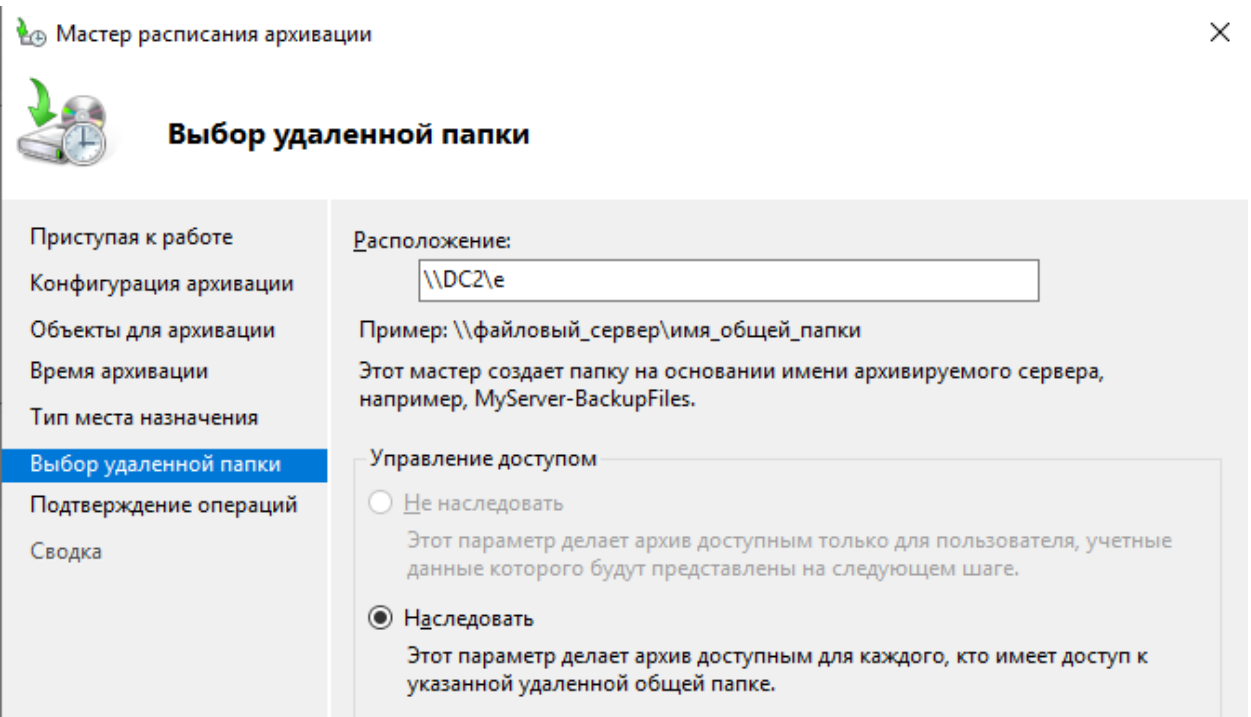 Мастер расписания архивации
Выбор удаленной папки
Приступая к работе
Конфигурация архивации
Объекты для архивации
Время архивации
Тип места назначения
Выбор удаленной папки
Подтверждение операций
Сводка
Расположение:
\\DC2\e
Пример: \\файловый_сервер\имя_общей_папки
Этот мастер создает папку на основании имени архивируемого сервера,
например, MyServer-BackupFiles.
Управление доступом
Не наследовать
Этот параметр делает архив доступным только для пользователя, учетные
данные которого будут представлены на следующем шаге.
Наследовать
Этот параметр делает архив доступным для каждого, кто имеет доступ к
указанной удаленной общей папке.